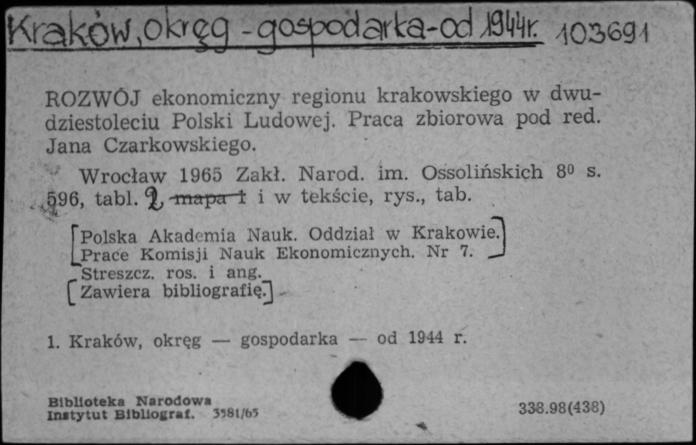 Kraków, okręg - gospodarka - od 1944r. 103691
ROZWÓJ ekonomiczny regionu krakowskiego w dwu-
dziestoleciu Polski Ludowej. Praca zbiorowa pod red.
Jana Czarkowskiego.
Wrocław 1965 Zakł. Narod. im. Ossolińskich 8⁰ s.
596, tabl. 2, mapa 1 i w tekście, rys., tab.
[Polska Akademia Nauk. Oddział w Krakowie.
Prace Komisji Nauk Ekonomicznych. Nr 7.]
Streszcz. ros. i ang.
[Zawiera bibliografię.]
1. Kraków, okręg — gospodarka — od 1944 r.
Biblioteka Narodowa
Instytut Bibliograf. 3581/65 338.98(438)